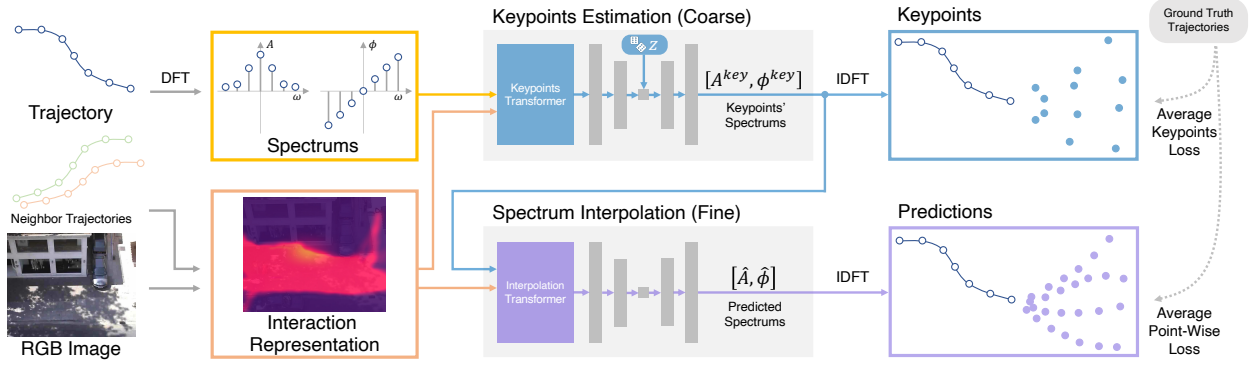 Trajectory
DFT
A
ω
ϕ
ω
Spectrums
Neighbor Trajectories
RGB Image
Interaction
Representation
Keypoints Estimation (Coarse)
Keypoints
Transformer
Z
[A^{key}, ϕ^{key}]
Keypoints'
Spectrums
IDFT
Keypoints
Ground Truth
Trajectories
Average
Keypoints
Loss
Spectrum Interpolation (Fine)
Interpolation
Transformer
[Â, ϕ̂]
Predicted
Spectrums
IDFT
Predictions
Average
Point-Wise
Loss